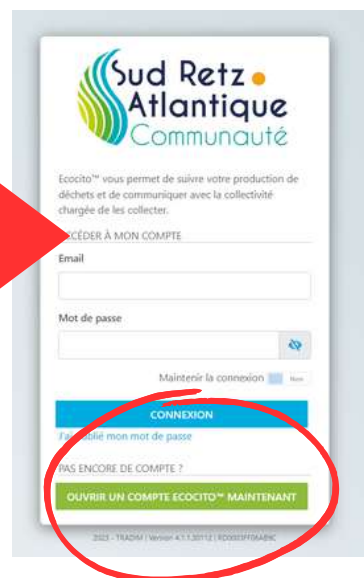 Sud Retz
Atlantique
Communauté
Ecocito™ vous permet de suivre votre production de
déchets et de communiquer avec la collectivité
chargée de les collecter.
CCÉDER À MON COMPTE
Email
Mot de passe
Maintenir la connexion Non
CONNEXION
J'ai oublié mon mot de passe
PAS ENCORE DE COMPTE ?
OUVRIR UN COMPTE ECOCITO™ MAINTENANT
2023 - TRADIM | Version 4.1.1.20112 |